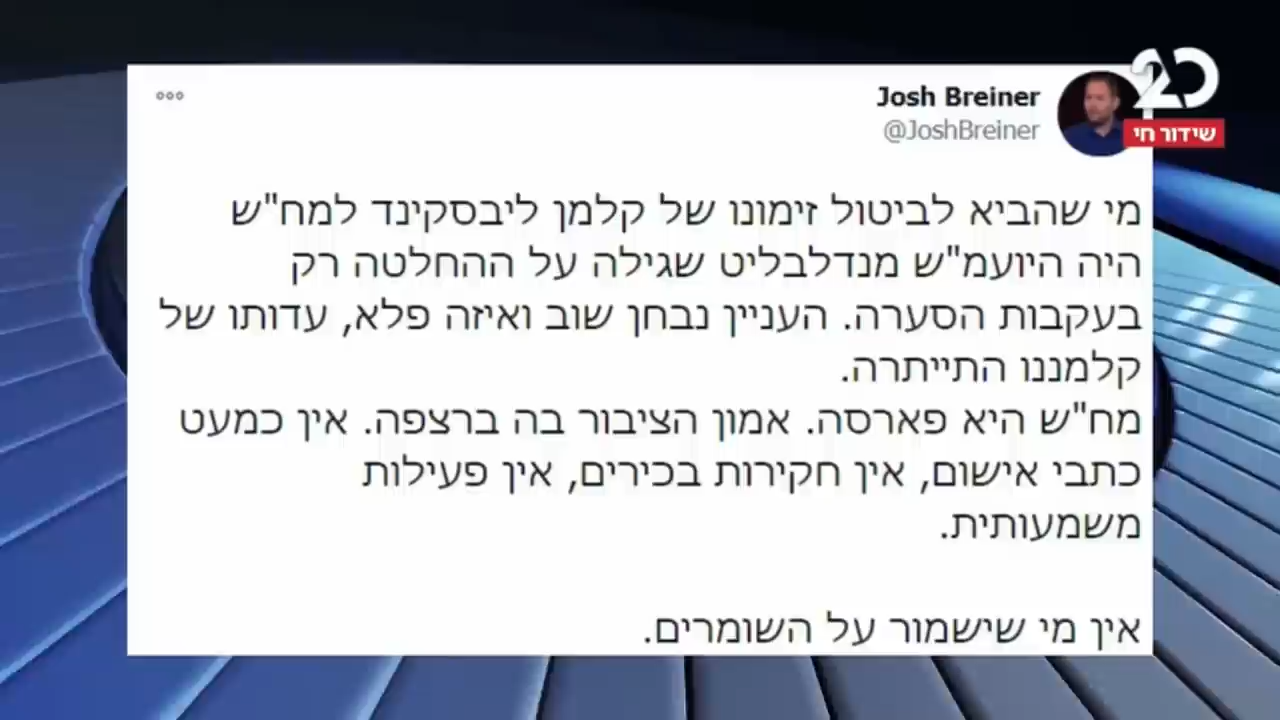 Josh Breiner
@JoshBreiner
20
שידור חי
מי שהביא לביטול זימונו של קלמן ליבסקינד למח"ש
היה היועמ"ש מנדלבליט שגילה על ההחלטה רק
בעקבות הסערה. העניין נבחן שוב ואיזה פלא, עדותו של
קלמננו התייתרה.
מח"ש היא פארסה. אמון הציבור בה ברצפה. אין כמעט
כתבי אישום, אין חקירות בכירים, אין פעילות
משמעותית.
אין מי שישמור על השומרים.